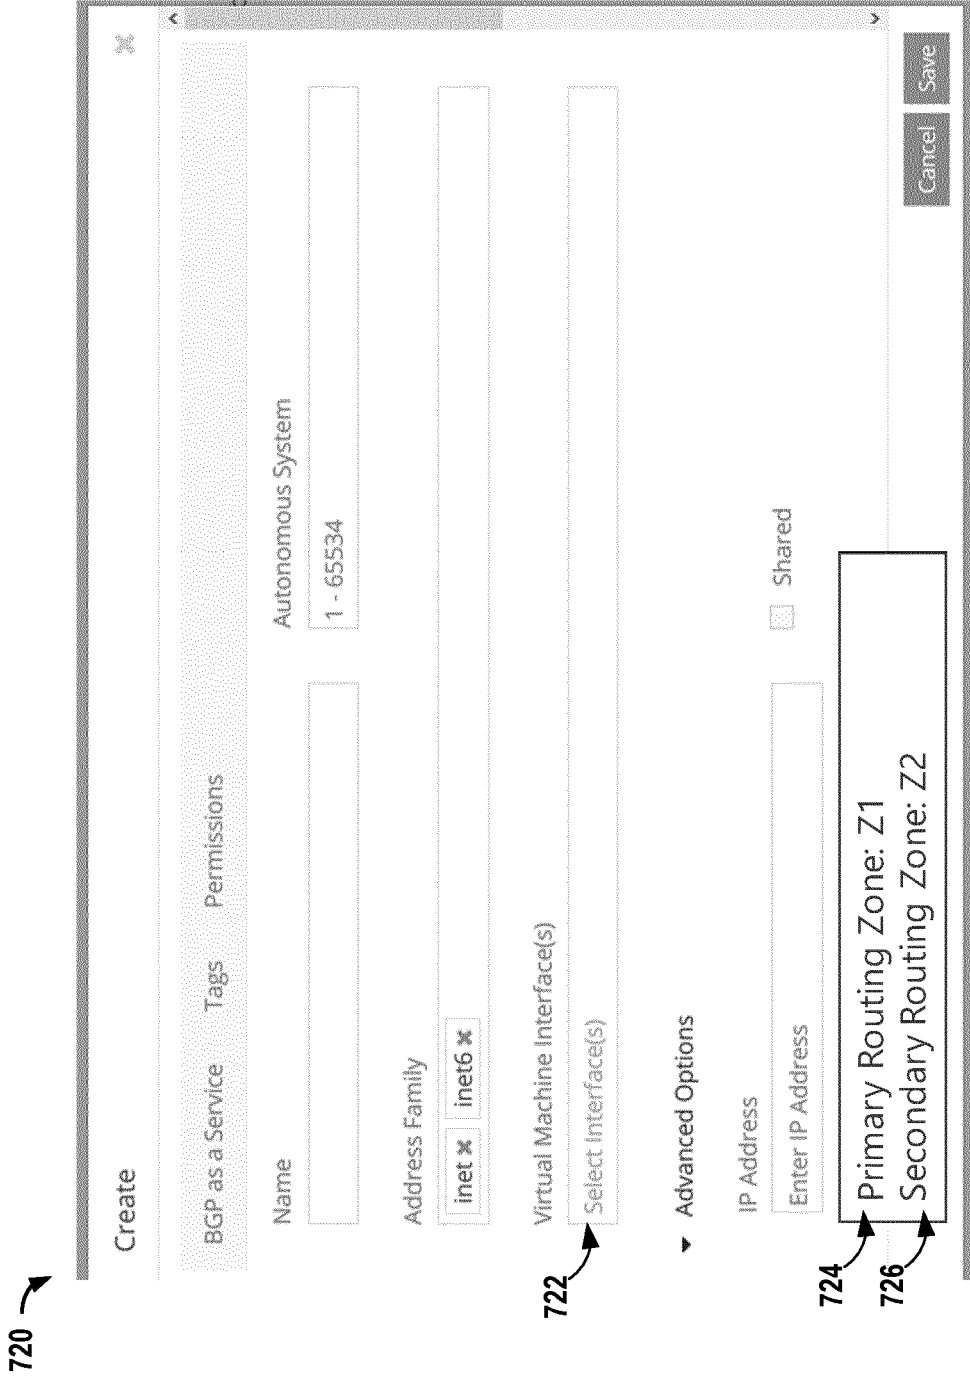 720
Create ×
BGP as a Service Tags Permissions
Name Autonomous System
1 - 65534
Address Family
inet × inet6 ×
Virtual Machine Interface(s)
722 Select Interface(s)
Advanced Options
IP Address
Enter IP Address Shared
724 Primary Routing Zone: Z1
726 Secondary Routing Zone: Z2
Cancel Save